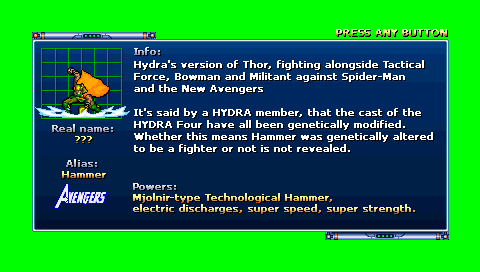 PRESS ANY BUTTON
Info:
Hydra's version of Thor, fighting alongside Tactical
Force, Bowman and Militant against Spider-Man
and the New Avengers
It's said by a HYDRA member, that the cast of the
HYDRA Four have all been genetically modified.
Whether this means Hammer was genetically altered
to be a fighter or not is not revealed.
Real name:
???
Alias:
Hammer
AVENGERS
Powers:
Mjolnir-type Technological Hammer,
electric discharges, super speed, super strength.